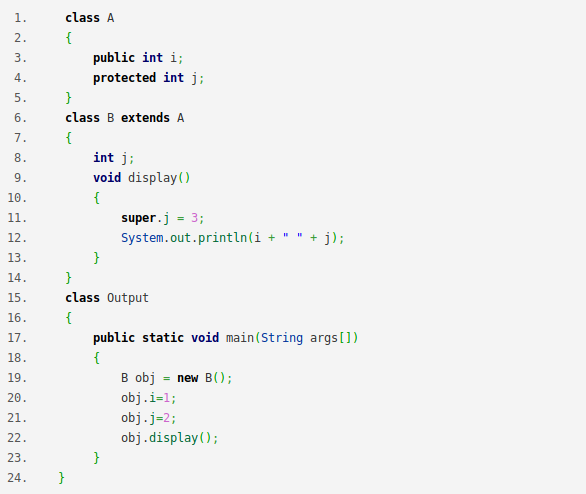 1. class A
2. {
3. public int i;
4. protected int j;
5. }
6. class B extends A
7. {
8. int j;
9. void display()
10. {
11. super.j = 3;
12. System.out.println(i + " " + j);
13. }
14. }
15. class Output
16. {
17. public static void main(String args[])
18. {
19. B obj = new B();
20. obj.i=1;
21. obj.j=2;
22. obj.display();
23. }
24. }